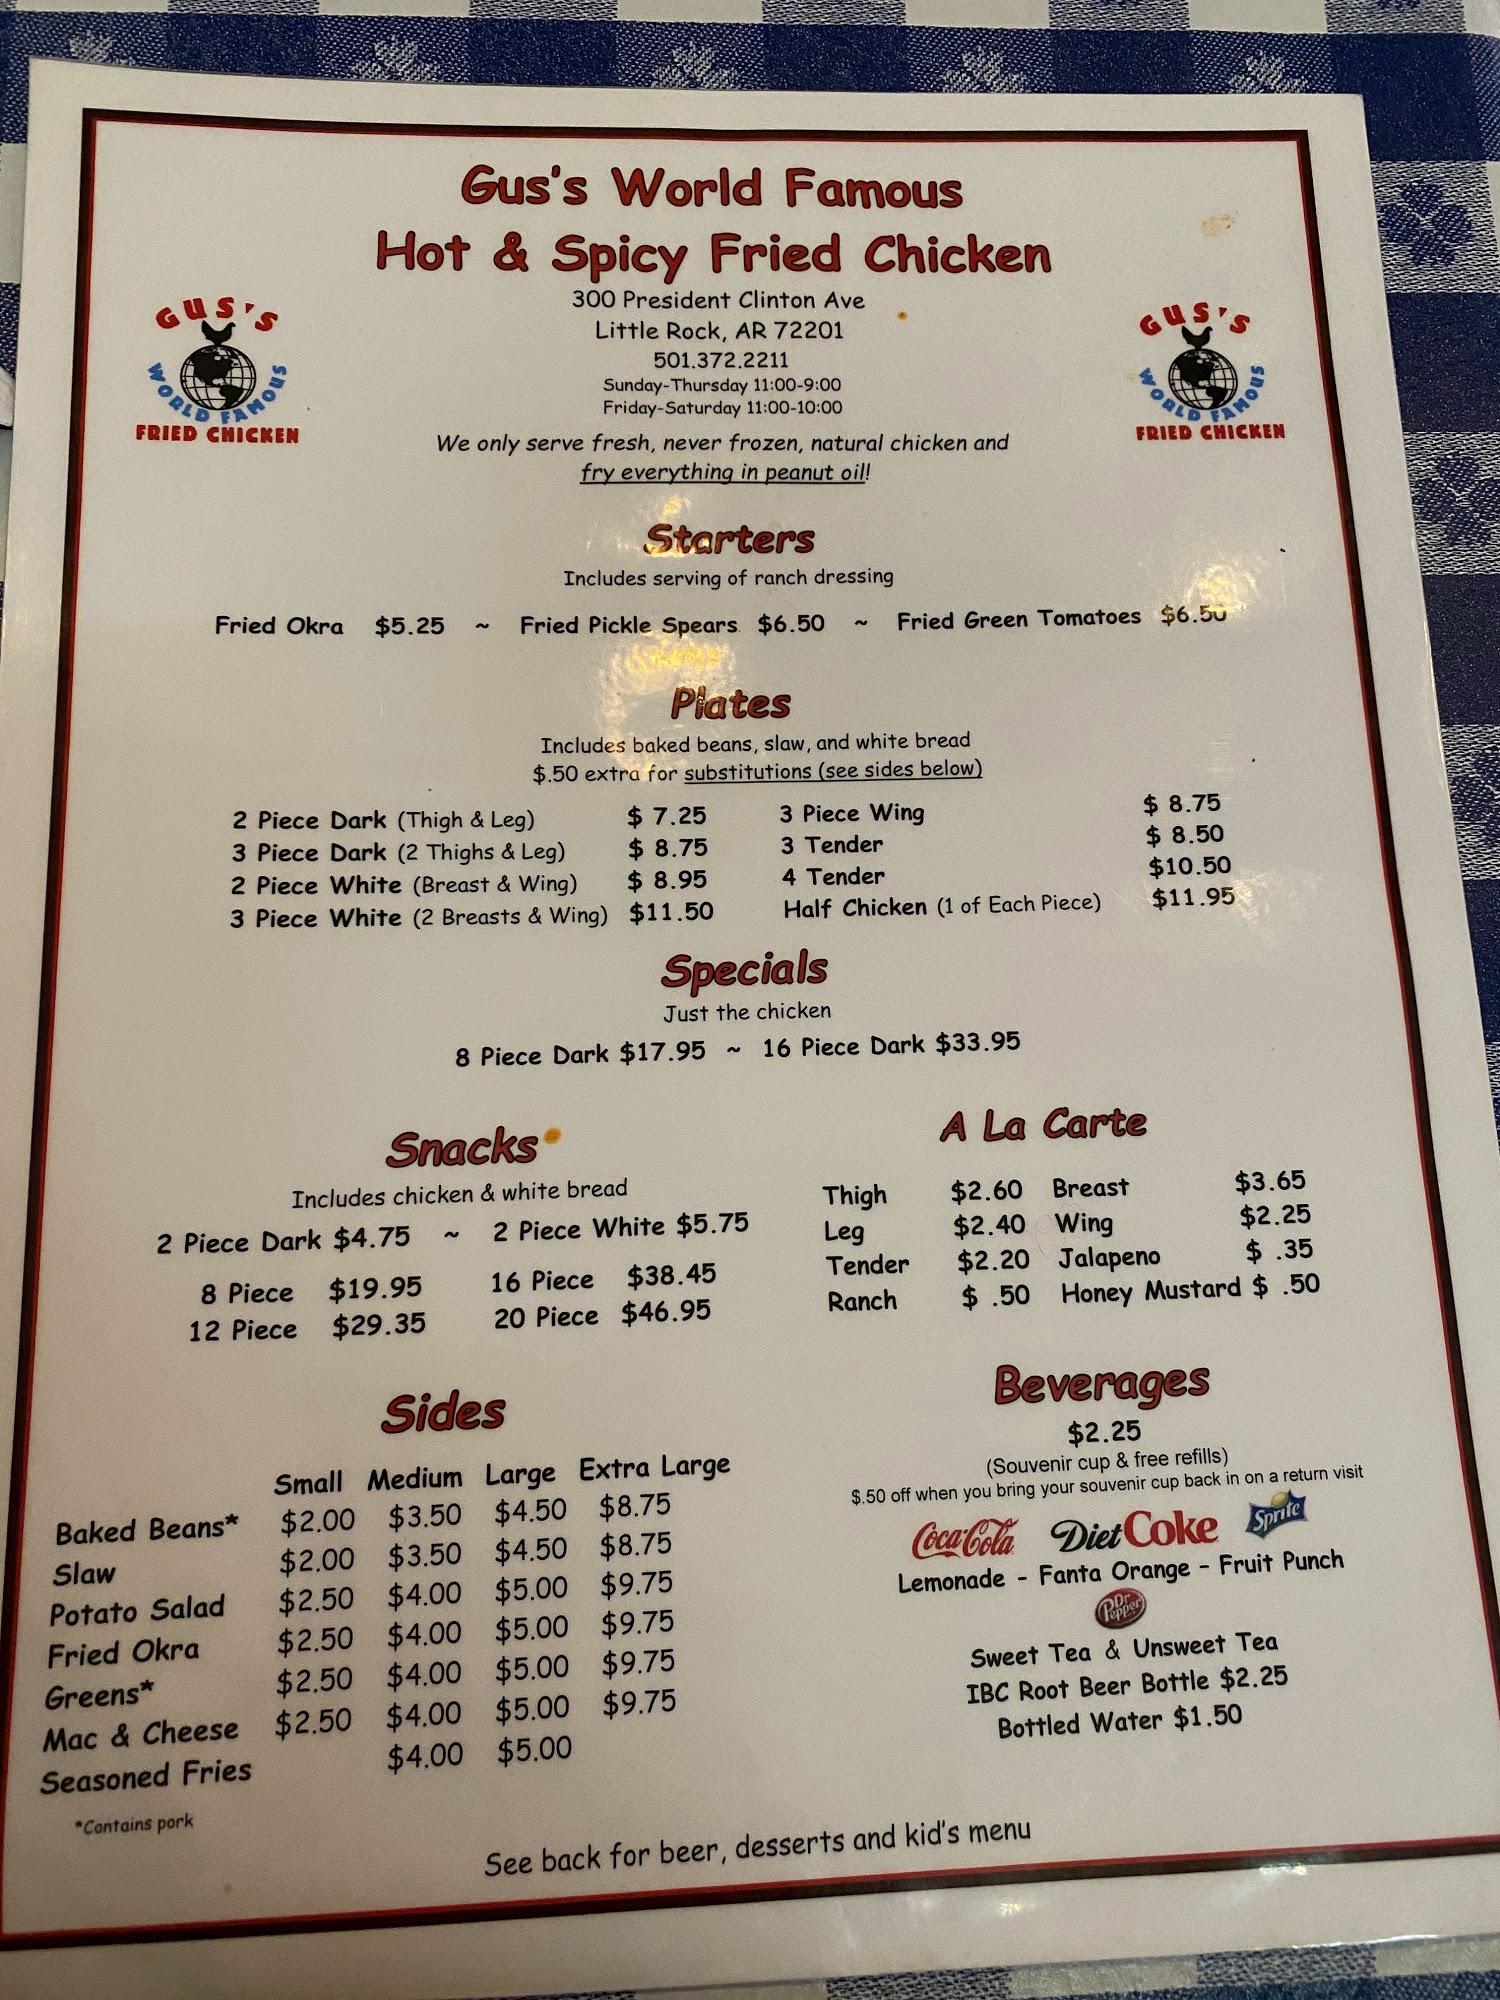 Gus's World Famous
Hot & Spicy Fried Chicken
300 President Clinton Ave
Little Rock, AR 72201
501.372.2211
Sunday-Thursday 11:00-9:00
Friday-Saturday 11:00-10:00
We only serve fresh, never frozen, natural chicken and
fry everything in peanut oil!
GUS'S
WORLD FAMOUS
FRIED CHICKEN
GUS'S
WORLD FAMOUS
FRIED CHICKEN
Starters
Includes serving of ranch dressing
Fried Okra $5.25 ~ Fried Pickle Spears $6.50 ~ Fried Green Tomatoes $6.50
Plates
Includes baked beans, slaw, and white bread
$.50 extra for substitutions (see sides below)
2 Piece Dark (Thigh & Leg) $ 7.25 3 Piece Wing $ 8.75
3 Piece Dark (2 Thighs & Leg) $ 8.75 3 Tender $ 8.50
2 Piece White (Breast & Wing) $ 8.95 4 Tender $10.50
3 Piece White (2 Breasts & Wing) $11.50 Half Chicken (1 of Each Piece) $11.95
Specials
Just the chicken
8 Piece Dark $17.95 ~ 16 Piece Dark $33.95
Snacks
Includes chicken & white bread
2 Piece Dark $4.75 ~ 2 Piece White $5.75
8 Piece $19.95 16 Piece $38.45
12 Piece $29.35 20 Piece $46.95
A La Carte
Thigh $2.60 Breast $3.65
Leg $2.40 Wing $2.25
Tender $2.20 Jalapeno $ .35
Ranch $ .50 Honey Mustard $ .50
Sides
Small Medium Large Extra Large
Baked Beans* $2.00 $3.50 $4.50 $8.75
Slaw $2.00 $3.50 $4.50 $8.75
Potato Salad $2.50 $4.00 $5.00 $9.75
Fried Okra $2.50 $4.00 $5.00 $9.75
Greens* $2.50 $4.00 $5.00 $9.75
Mac & Cheese $2.50 $4.00 $5.00 $9.75
Seasoned Fries $4.00 $5.00
*Contains pork
Beverages
$2.25
(Souvenir cup & free refills)
$.50 off when you bring your souvenir cup back in on a return visit
Coca-Cola Diet Coke Sprite
Lemonade - Fanta Orange - Fruit Punch
Dr Pepper
Sweet Tea & Unsweet Tea
IBC Root Beer Bottle $2.25
Bottled Water $1.50
See back for beer, desserts and kid's menu